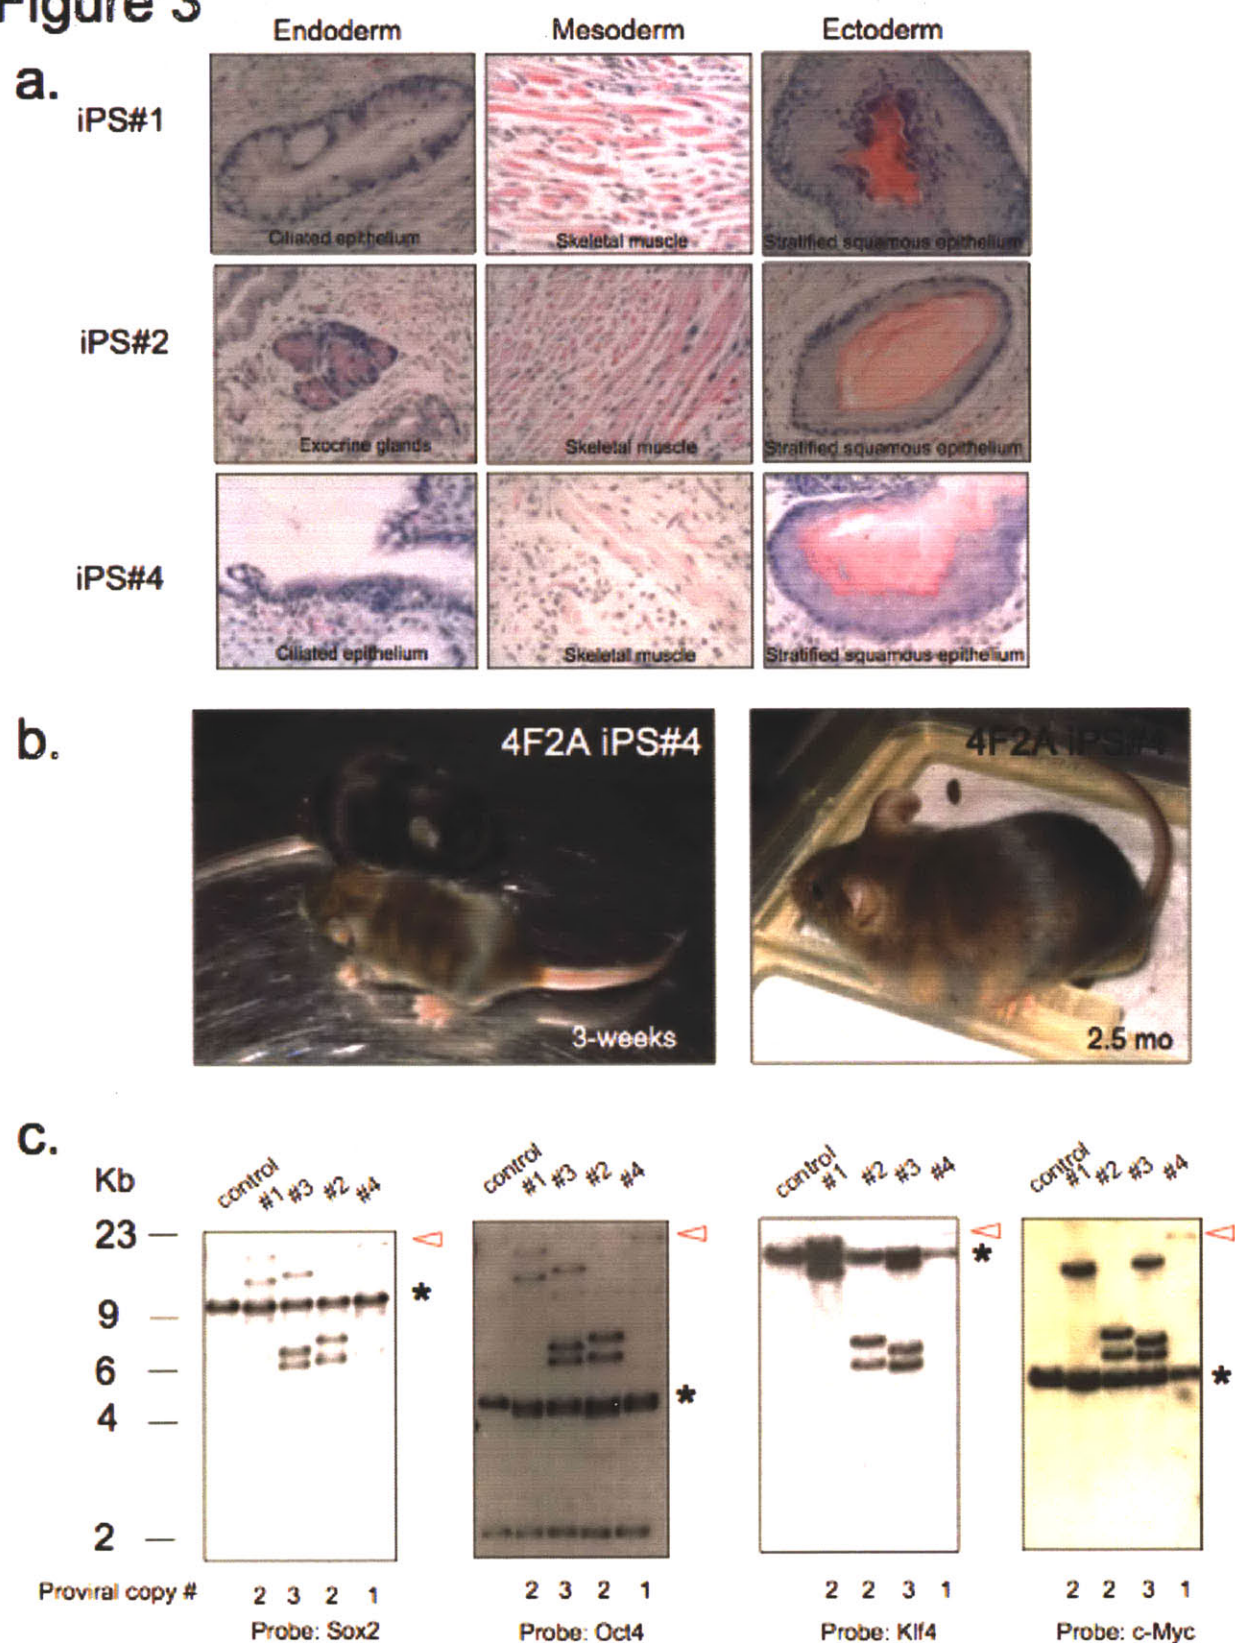 Figure 3
Endoderm Mesoderm Ectoderm
a.
iPS#1
Ciliated epithelium Skeletal muscle Stratified squamous epithelium
iPS#2
Exocrine glands Skeletal muscle Stratified squamous epithelium
iPS#4
Ciliated epithelium Skeletal muscle Stratified squamous epithelium
b.
4F2A iPS#4 4F2A iPS#4
3-weeks 2.5 mo
c.
Kb
control #1 #3 #2 #4 control #1 #3 #2 #4 control #1 #2 #3 #4 control #1 #2 #3 #4
23
*
9
6
*
4
2
Proviral copy # 2 3 2 1 2 3 2 1 2 2 3 1 2 2 3 1
Probe: Sox2 Probe: Oct4 Probe: Klf4 Probe: c-Myc